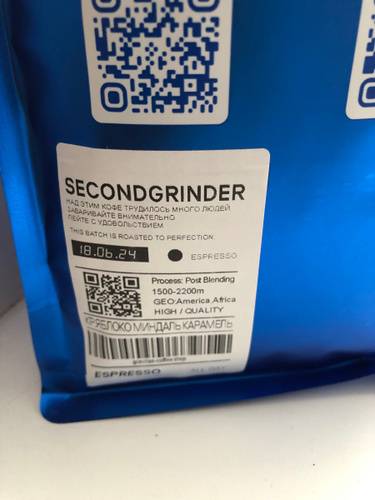 SECONDGRINDER
НАД ЭТИМ КОФЕ ТРУДИЛОСЬ МНОГО ЛЮДЕЙ
ЗАВАРИВАЙТЕ ВНИМАТЕЛЬНО
ПЕЙТЕ С УДОВОЛЬСТВИЕМ
THIS BATCH IS ROASTED TO PERFECTION:
18.06.24 ESPRESSO
Process: Post Blending
1500-2200m
GEO:America,Africa
HIGH / QUALITY
ЯБЛОКО МИНДАЛЬ КАРАМЕЛЬ
ESPRESSO